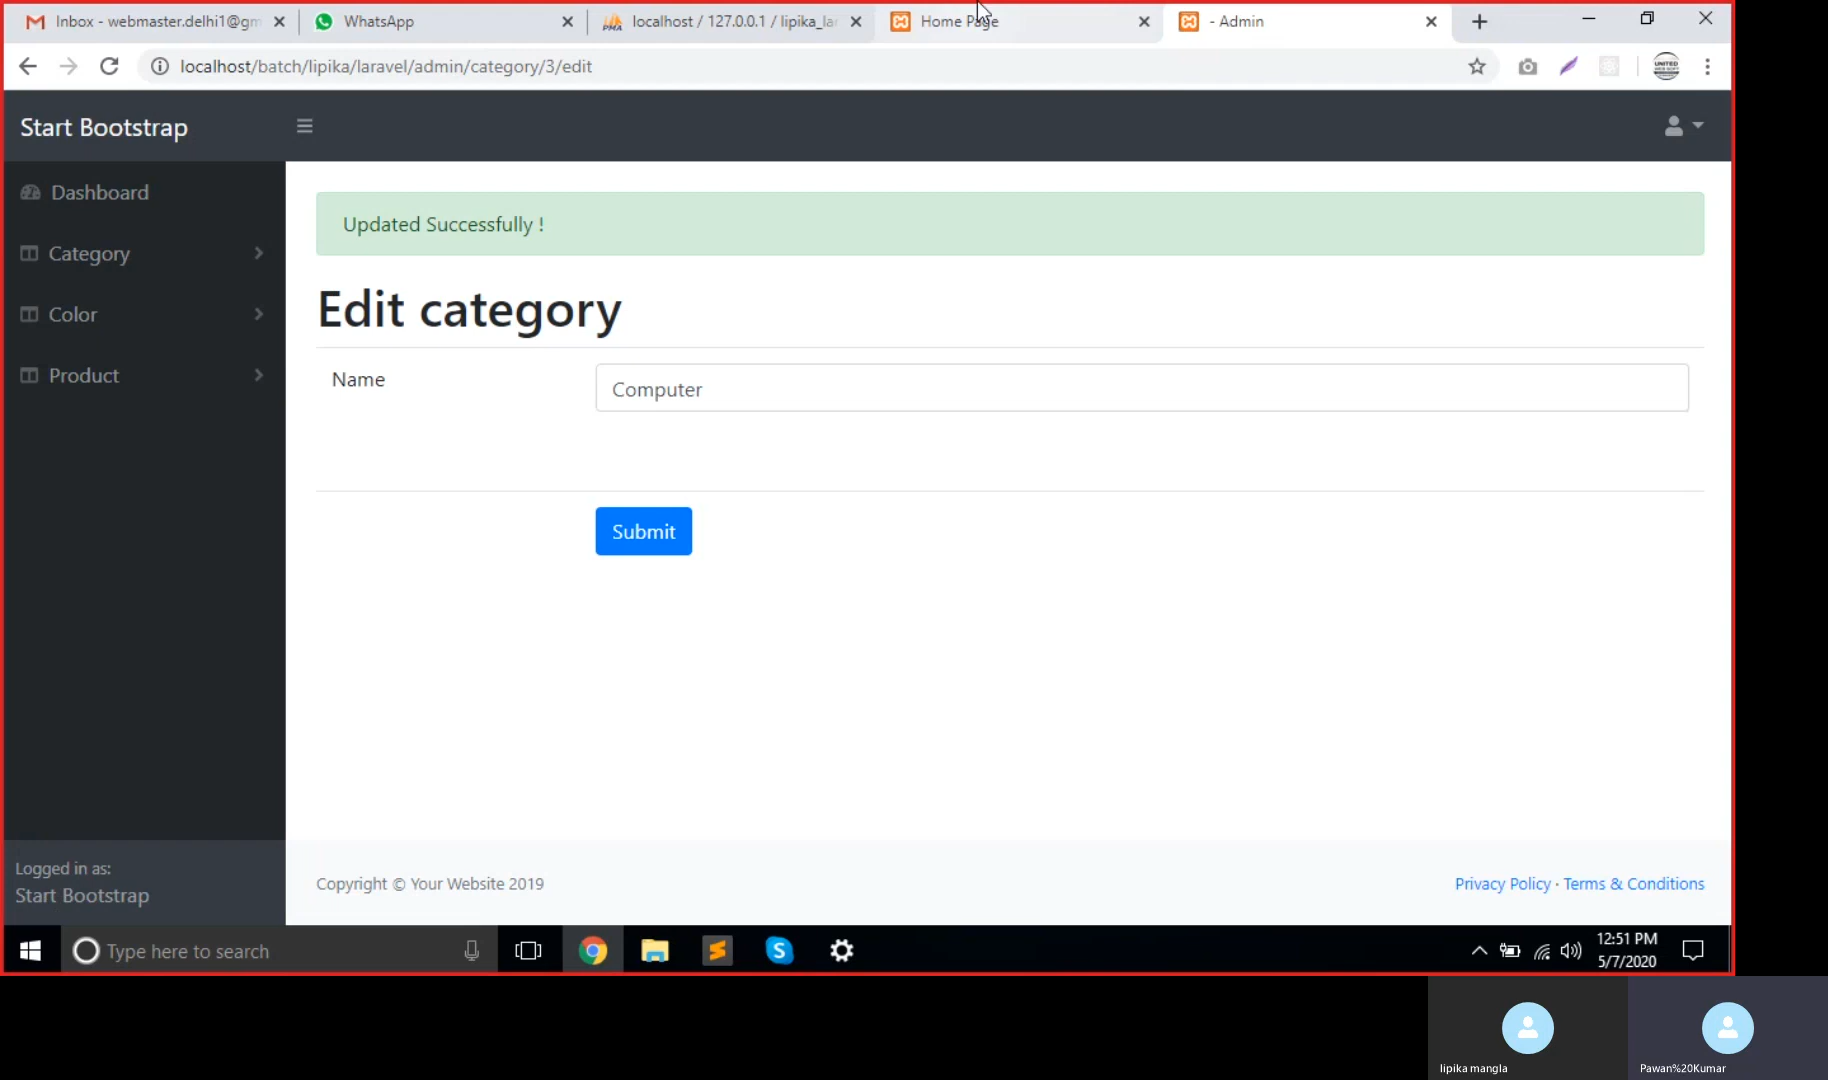 Inbox - webmaster.delhi1@gm
WhatsApp
localhost / 127.0.0.1 / lipika_la
Home Page
- Admin
localhost/batch/lipika/laravel/admin/category/3/edit
Start Bootstrap
Dashboard
Category
Color
Product
Updated Successfully !
Edit category
Name
Computer
Submit
Logged in as:
Start Bootstrap
Copyright © Your Website 2019
Privacy Policy · Terms & Conditions
Type here to search
12:51 PM
5/7/2020
lipika mangla
Pawan%20Kumar